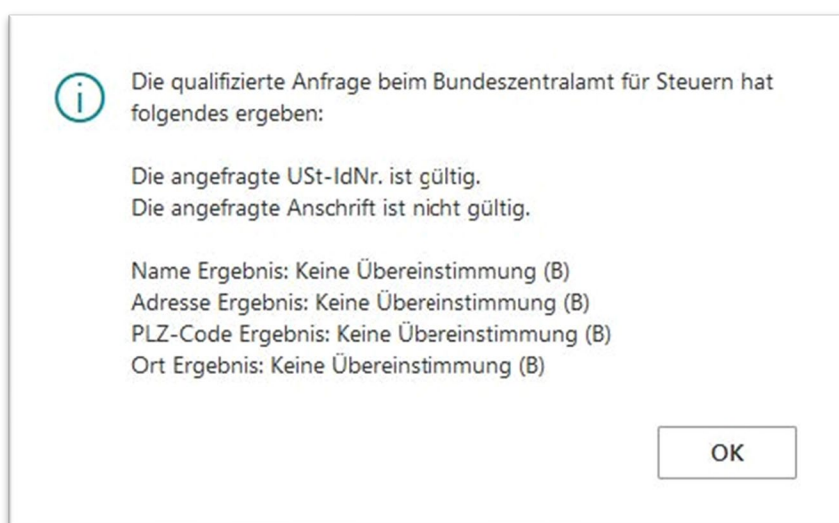 Die qualifizierte Anfrage beim Bundeszentralamt für Steuern hat
folgendes ergeben:
Die angefragte USt-IdNr. ist gültig.
Die angefragte Anschrift ist nicht gültig.
Name Ergebnis: Keine Übereinstimmung (B)
Adresse Ergebnis: Keine Übereinstimmung (B)
PLZ-Code Ergebnis: Keine Übereinstimmung (B)
Ort Ergebnis: Keine Übereinstimmung (B)
OK